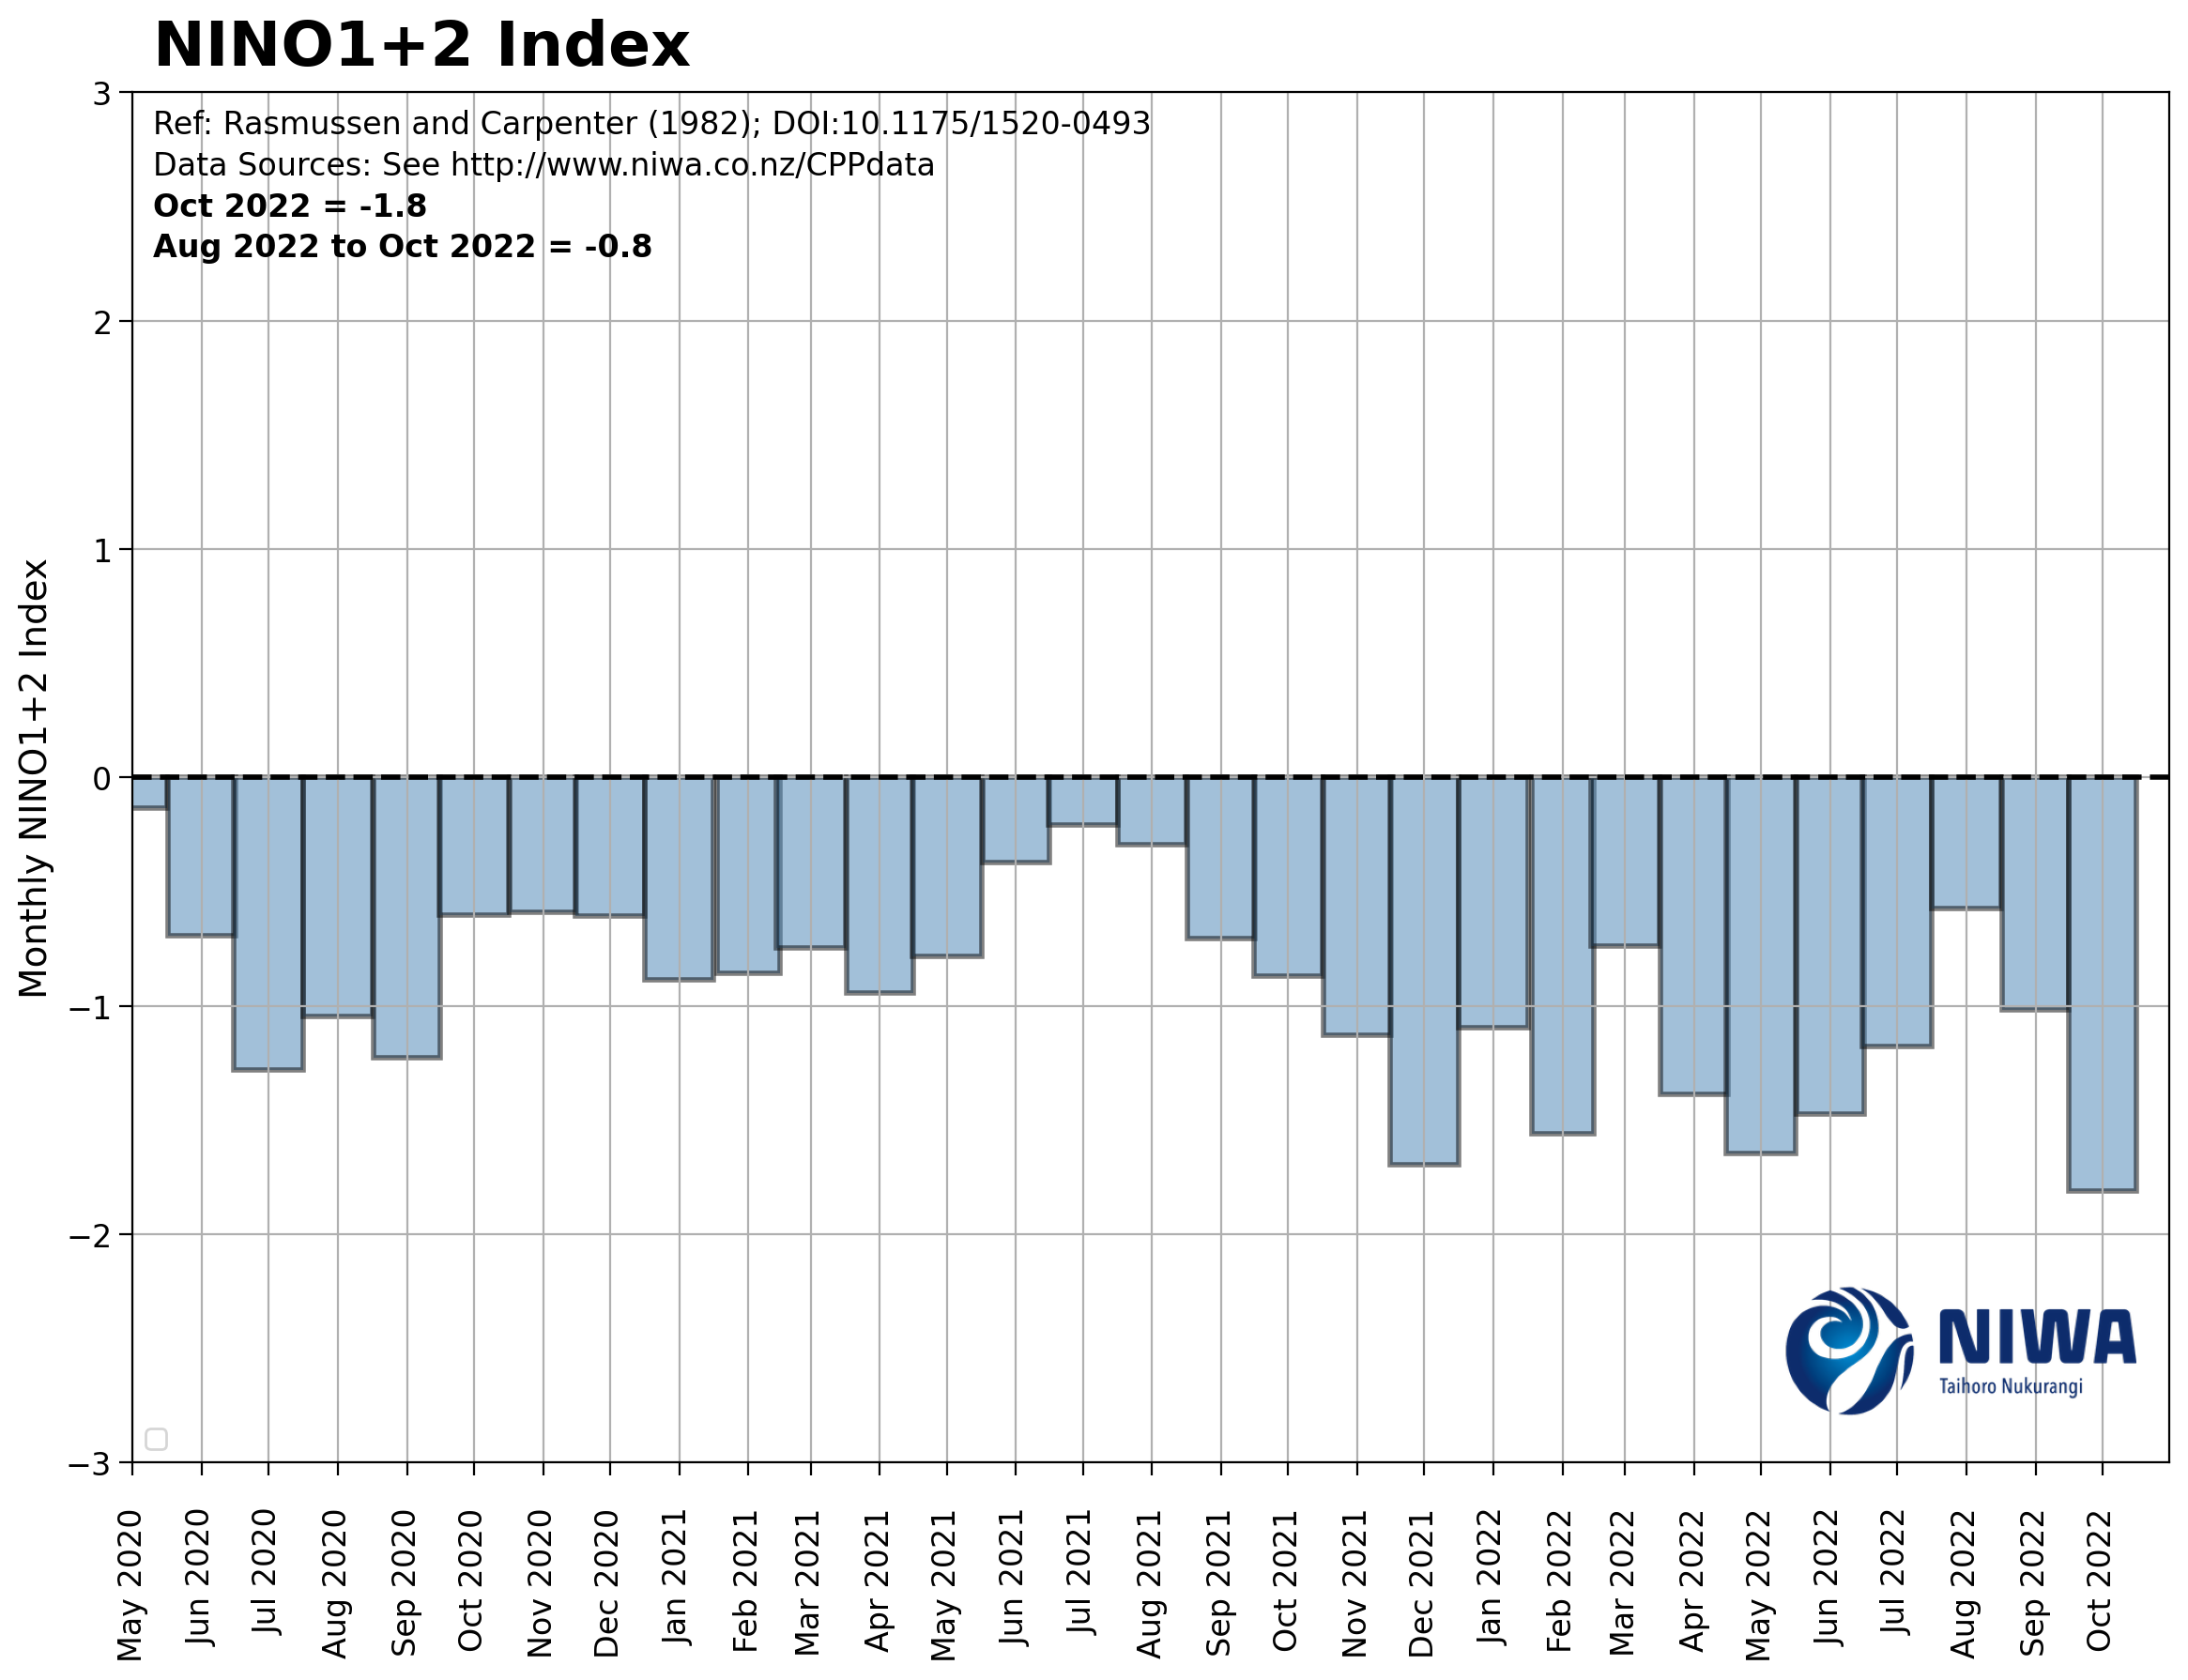 NINO1+2 Index
Ref: Rasmussen and Carpenter (1982); DOI:10.1175/1520-0493
Data Sources: See http://www.niwa.co.nz/CPPdata
Oct 2022 = -1.8
Aug 2022 to Oct 2022 = -0.8
Monthly NINO1+2 Index
3
2
1
0
−1
−2
−3
NIWA
Taihoro Nukurangi
May 2020
Jun 2020
Jul 2020
Aug 2020
Sep 2020
Oct 2020
Nov 2020
Dec 2020
Jan 2021
Feb 2021
Mar 2021
Apr 2021
May 2021
Jun 2021
Jul 2021
Aug 2021
Sep 2021
Oct 2021
Nov 2021
Dec 2021
Jan 2022
Feb 2022
Mar 2022
Apr 2022
May 2022
Jun 2022
Jul 2022
Aug 2022
Sep 2022
Oct 2022